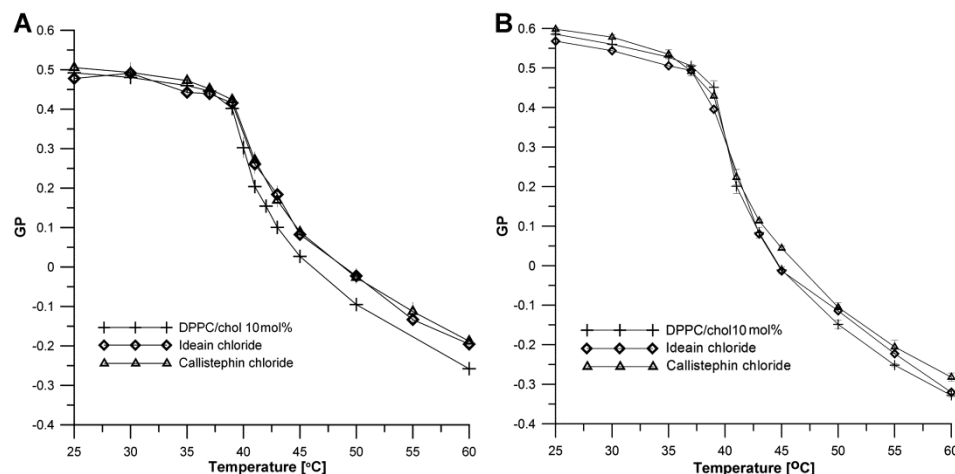 A
0.6
0.5
0.4
0.3
0.2
0.1
0
-0.1
-0.2
-0.3
-0.4
GP
DPPC/chol 10mol%
Ideain chloride
Callistephin chloride
25 30 35 40 45 50 55 60
Temperature [°C]
B
0.6
0.5
0.4
0.3
0.2
0.1
0
-0.1
-0.2
-0.3
-0.4
GP
DPPC/chol10mol%
Ideain chloride
Callistephin chloride
25 30 35 40 45 50 55 60
Temperature [OC]